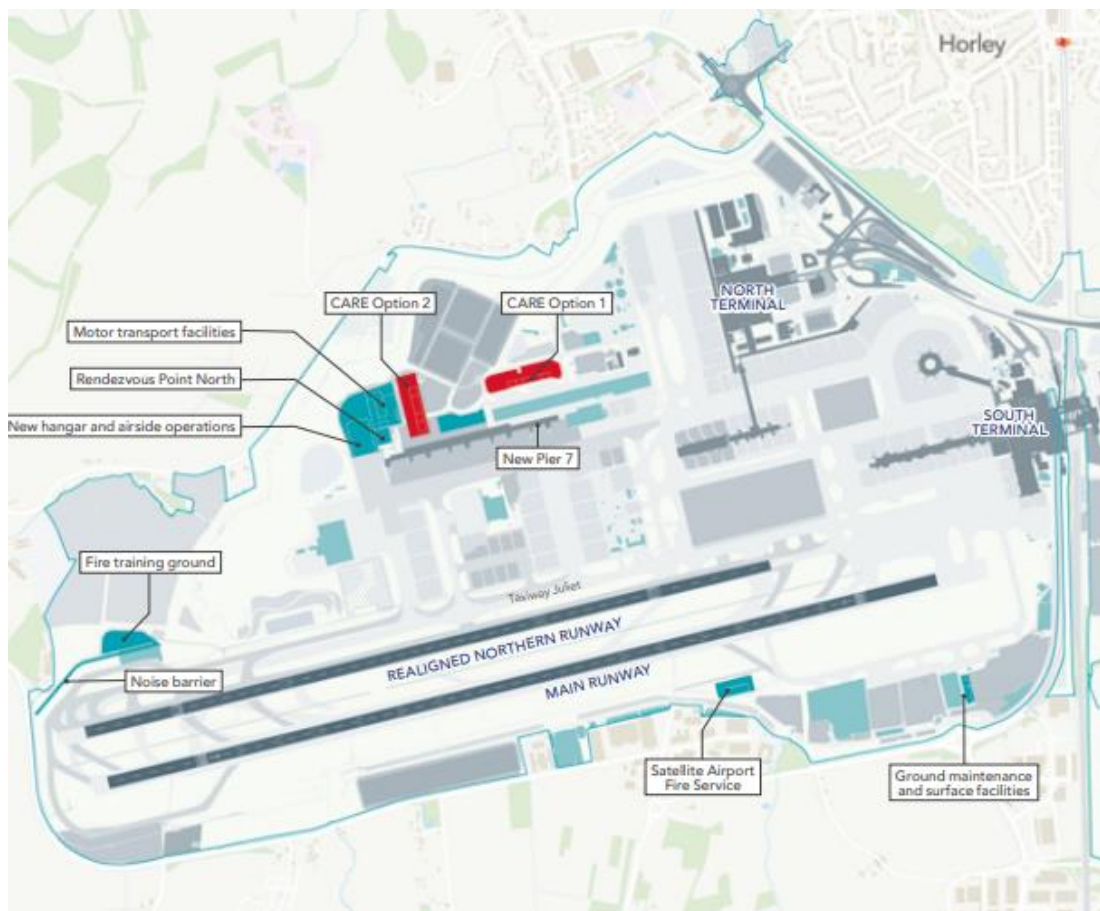 Horley
CARE Option 2
CARE Option 1
NORTH
TERMINAL
Motor transport facilities
Rendezvous Point North
New hangar and airside operations
SOUTH
TERMINAL
New Pier 7
Fire training ground
Taxiway Juliet
REALIGNED NORTHERN RUNWAY
Noise barrier
MAIN RUNWAY
Satellite Airport
Fire Service
Ground maintenance
and surface facilities